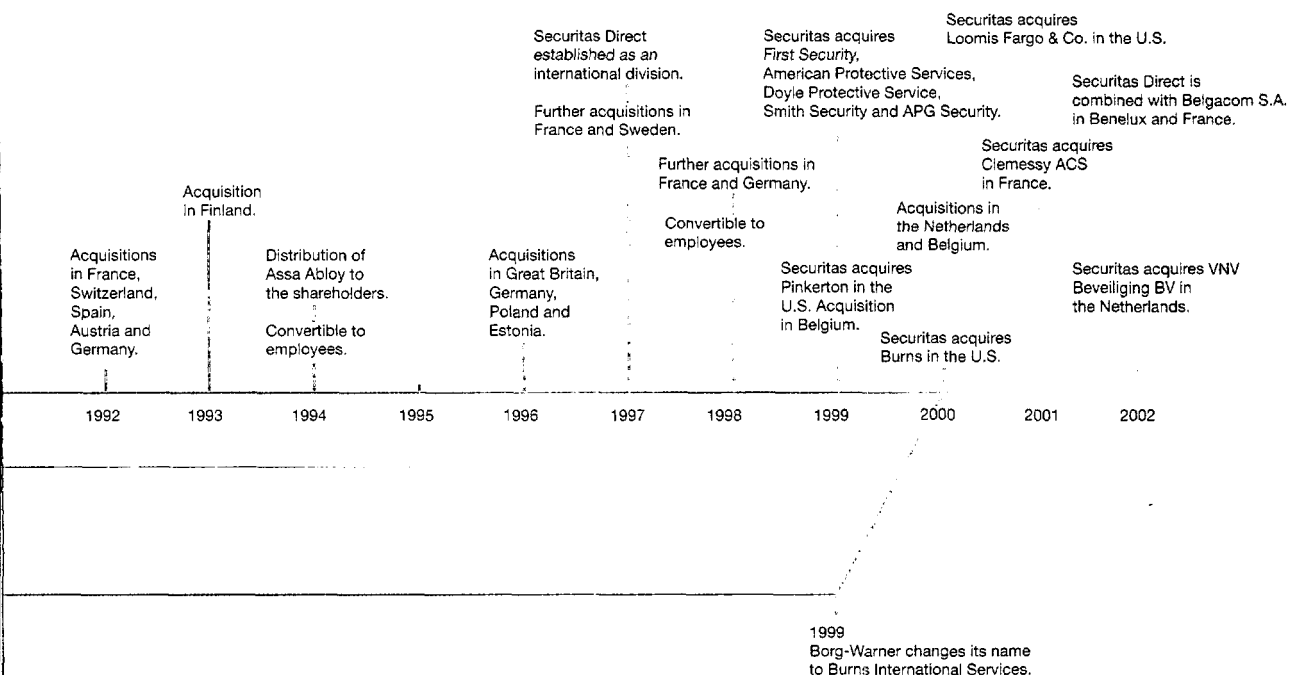 Securitas acquires
Loomis Fargo & Co. in the U.S.
Securitas Direct
established as an
international division.
Further acquisitions in
France and Sweden.
Securitas acquires
First Security,
American Protective Services,
Doyle Protective Service,
Smith Security and APG Security.
Securitas Direct is
combined with Belgacom S.A.
in Benelux and France.
Securitas acquires
Clemessy ACS
in France.
Further acquisitions in
France and Germany.
Convertible to
employees.
Acquisition
in Finland.
Acquisitions in
the Netherlands
and Belgium.
Acquisitions
in France,
Switzerland,
Spain,
Austria and
Germany.
Distribution of
Assa Abloy to
the shareholders.
Convertible to
employees.
Acquisitions
in Great Britain,
Germany,
Poland and
Estonia.
Securitas acquires
Pinkerton in the
U.S. Acquisition
in Belgium.
Securitas acquires
Burns in the U.S.
Securitas acquires VNV
Beveiliging BV in
the Netherlands.
1992 1993 1994 1995 1996 1997 1998 1999 2000 2001 2002
1999
Borg-Warner changes its name
to Burns International Services.